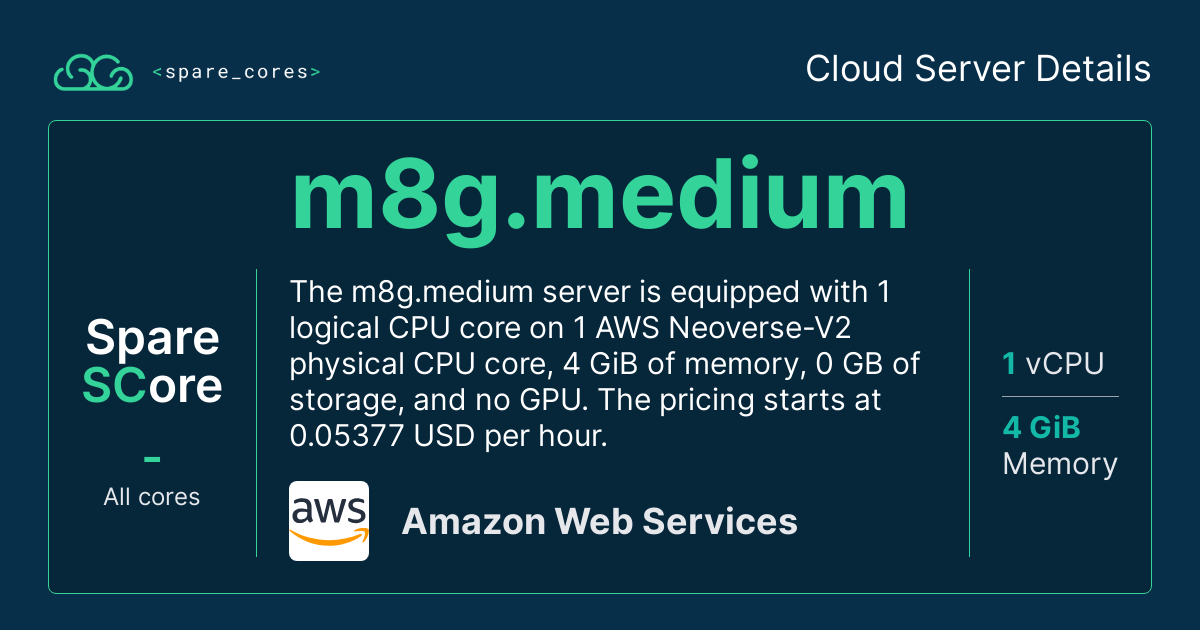 <spare_cores>
Cloud Server Details
m8g.medium
Spare
SCore
-
All cores
The m8g.medium server is equipped with 1
logical CPU core on 1 AWS Neoverse-V2
physical CPU core, 4 GiB of memory, 0 GB of
storage, and no GPU. The pricing starts at
0.05377 USD per hour.
aws
Amazon Web Services
1 vCPU
4 GiB
Memory